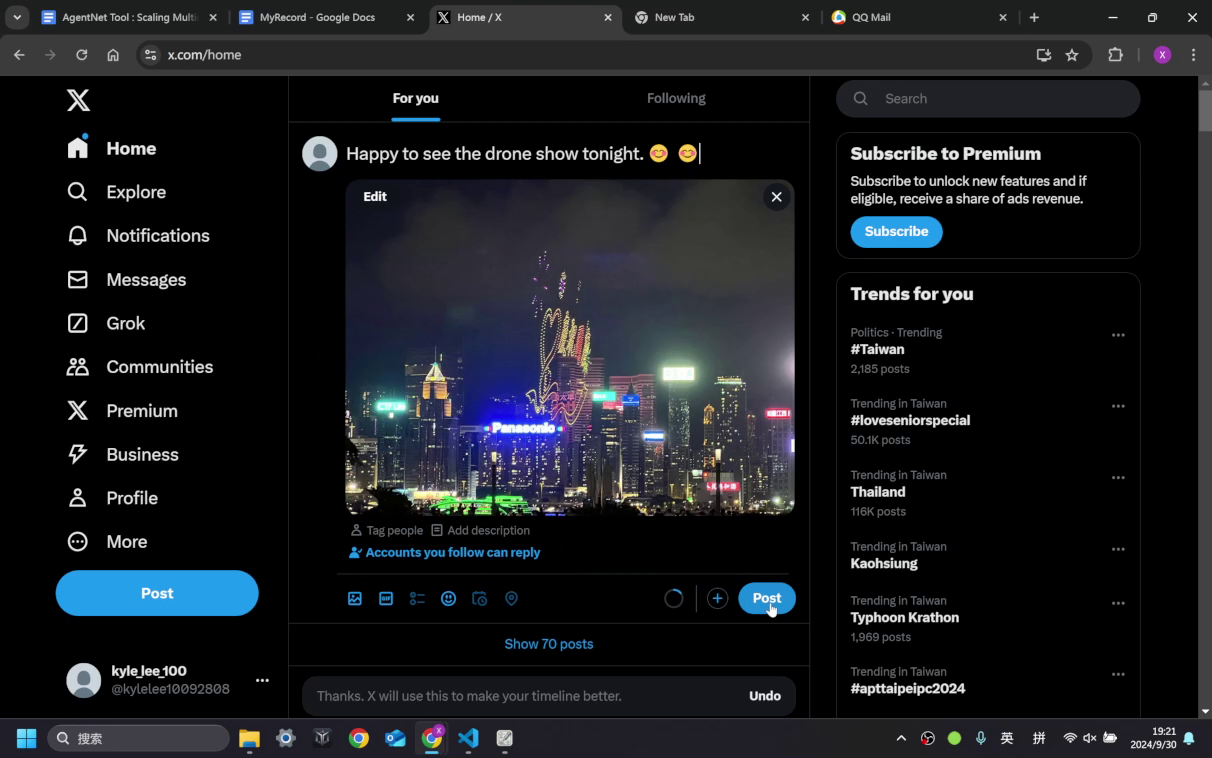 AgentNet Tool : Scaling Multi
MyRecord - Google Docs
Home / X
New Tab
QQ Mail
x.com/home
X
For you
Following
Search
Home
Happy to see the drone show tonight. 😊 😊
Subscribe to Premium
Subscribe to unlock new features and if
eligible, receive a share of ads revenue.
Subscribe
Explore
Edit
Notifications
Messages
Trends for you
Grok
Politics · Trending
#Taiwan
2,185 posts
Communities
Premium
Trending in Taiwan
#loveseniorspecial
50.1K posts
Panasonic
Business
Trending in Taiwan
Thailand
116K posts
Profile
Tag people
Add description
Accounts you follow can reply
More
Trending in Taiwan
Kaohsiung
Post
GIF
Post
Trending in Taiwan
Typhoon Krathon
1,969 posts
Show 70 posts
kyle_lee_100
@kylelee10092808
Thanks. X will use this to make your timeline better.
Undo
Trending in Taiwan
#apttaipeipc2024
搜索
英
拼
19:21
2024/9/30